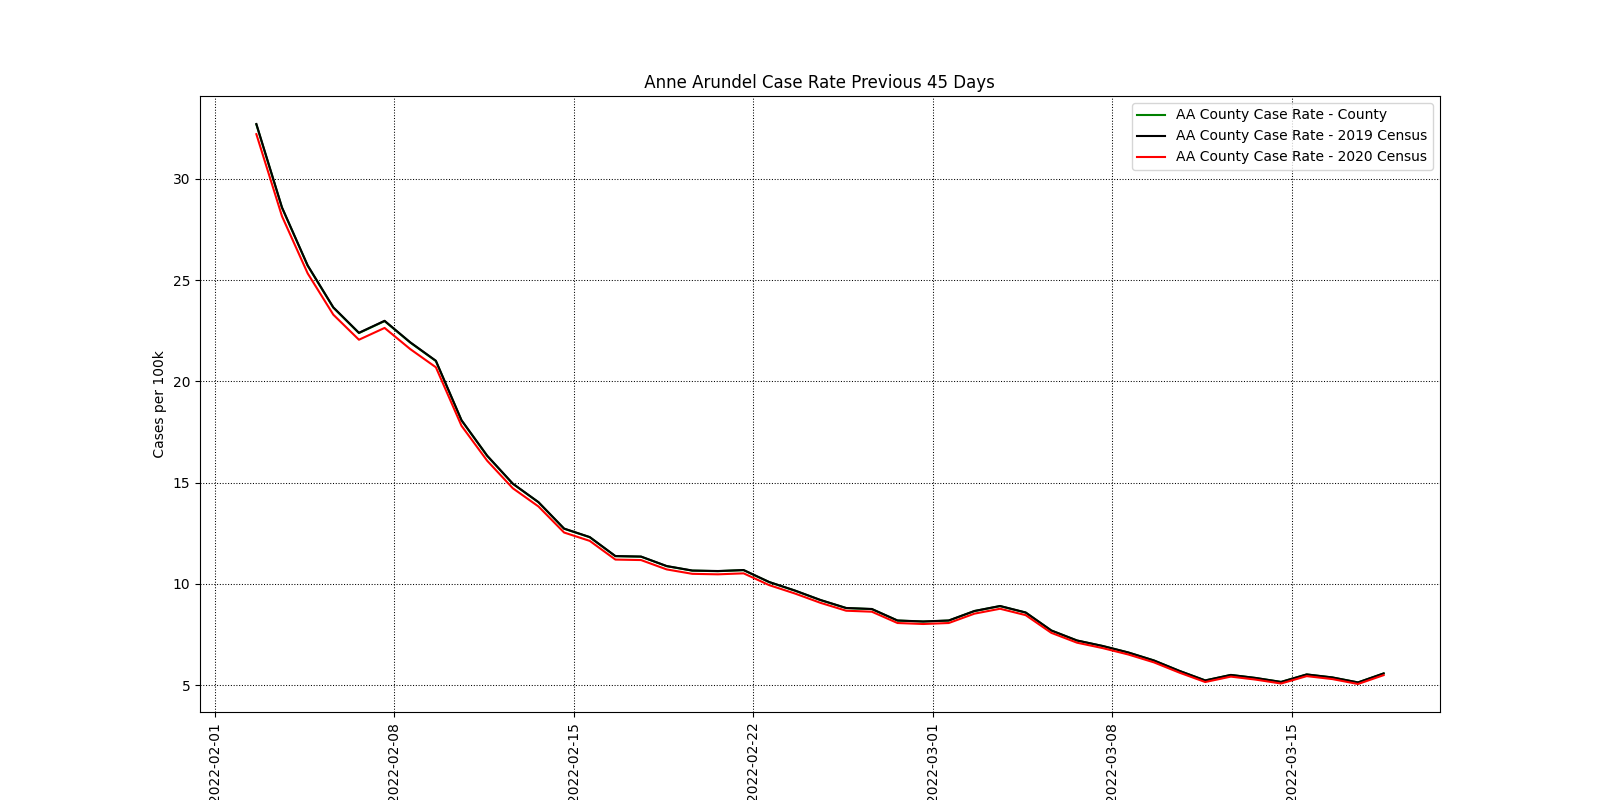 Anne Arundel Case Rate Previous 45 Days
AA County Case Rate - County
AA County Case Rate - 2019 Census
AA County Case Rate - 2020 Census
Cases per 100k
30
25
20
15
10
5
2022-02-01
2022-02-08
2022-02-15
2022-02-22
2022-03-01
2022-03-08
2022-03-15